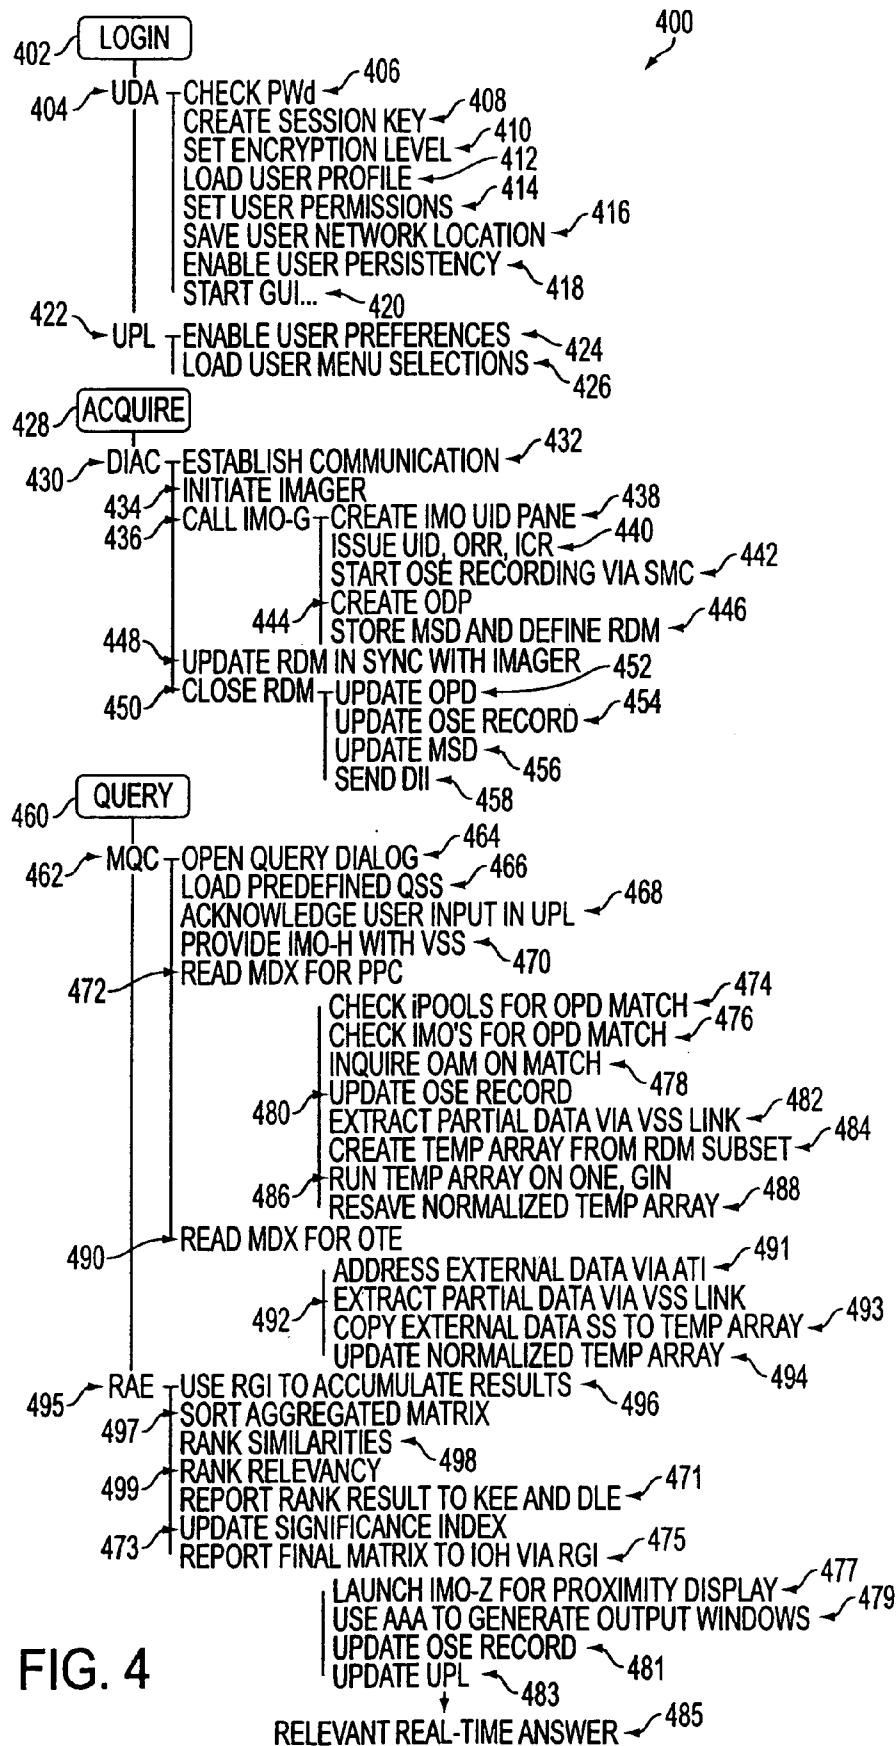 400
402 LOGIN
404 UDA CHECK PWd 406
CREATE SESSION KEY 408
SET ENCRYPTION LEVEL 410
LOAD USER PROFILE 412
SET USER PERMISSIONS 414
SAVE USER NETWORK LOCATION 416
ENABLE USER PERSISTENCY 418
START GUI... 420
422 UPL ENABLE USER PREFERENCES 424
LOAD USER MENU SELECTIONS 426
428 ACQUIRE
430 DIAC ESTABLISH COMMUNICATION 432
434 INITIATE IMAGER
436 CALL IMO-G CREATE IMO UID PANE 438
ISSUE UID, ORR, ICR 440
START OSE RECORDING VIA SMC 442
444 CREATE ODP
STORE MSD AND DEFINE RDM 446
448 UPDATE RDM IN SYNC WITH IMAGER
450 CLOSE RDM UPDATE OPD 452
UPDATE OSE RECORD 454
UPDATE MSD 456
SEND DII 458
460 QUERY
462 MQC OPEN QUERY DIALOG 464
LOAD PREDEFINED QSS 466
ACKNOWLEDGE USER INPUT IN UPL 468
PROVIDE IMO-H WITH VSS 470
472 READ MDX FOR PPC
CHECK iPOOLS FOR OPD MATCH 474
CHECK IMO'S FOR OPD MATCH 476
INQUIRE OAM ON MATCH 478
480 UPDATE OSE RECORD
EXTRACT PARTIAL DATA VIA VSS LINK 482
CREATE TEMP ARRAY FROM RDM SUBSET 484
486 RUN TEMP ARRAY ON ONE, GIN
RESAVE NORMALIZED TEMP ARRAY 488
490 READ MDX FOR OTE
ADDRESS EXTERNAL DATA VIA ATI 491
492 EXTRACT PARTIAL DATA VIA VSS LINK
COPY EXTERNAL DATA SS TO TEMP ARRAY 493
UPDATE NORMALIZED TEMP ARRAY 494
495 RAE USE RGI TO ACCUMULATE RESULTS 496
497 SORT AGGREGATED MATRIX
RANK SIMILARITIES 498
499 RANK RELEVANCY
REPORT RANK RESULT TO KEE AND DLE 471
473 UPDATE SIGNIFICANCE INDEX
REPORT FINAL MATRIX TO IOH VIA RGI 475
LAUNCH IMO-Z FOR PROXIMITY DISPLAY 477
USE AAA TO GENERATE OUTPUT WINDOWS 479
UPDATE OSE RECORD 481
UPDATE UPL 483
RELEVANT REAL-TIME ANSWER 485
FIG. 4